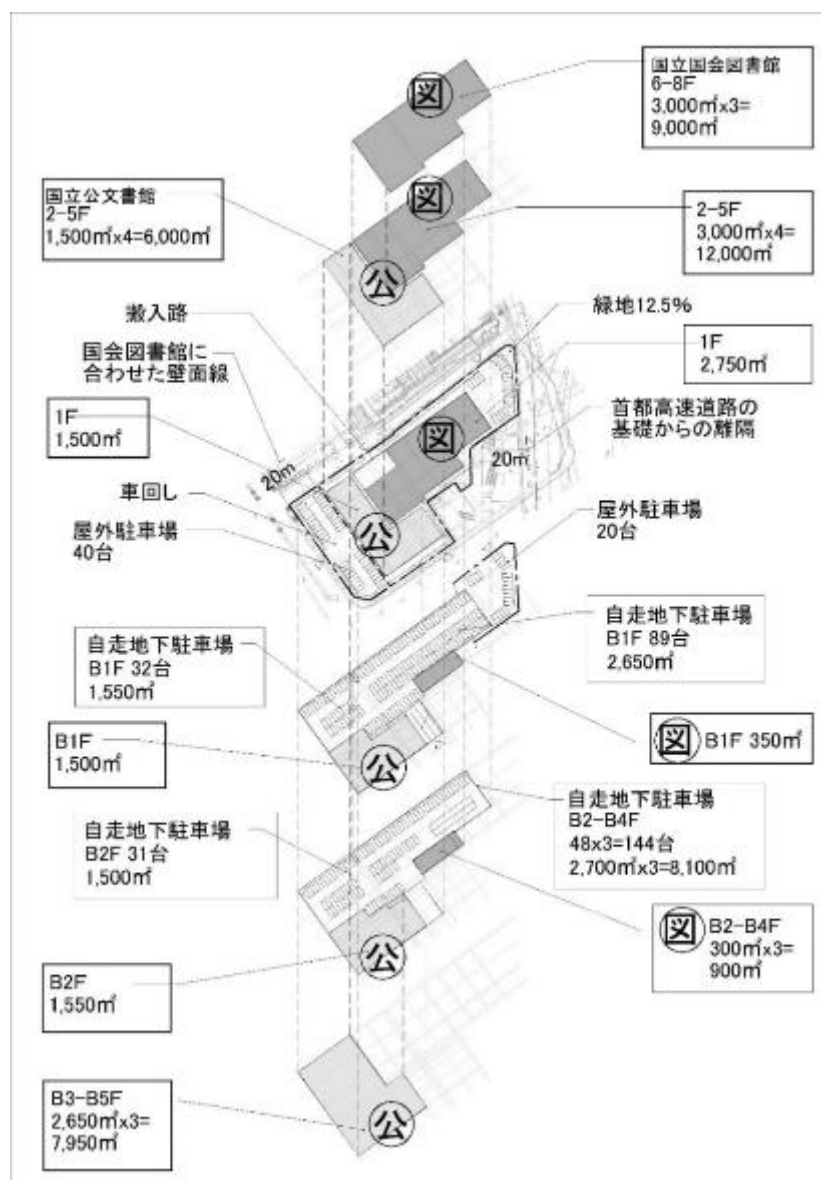 図
国立国会図書館
6-8F
3,000㎡x3=
9,000㎡
国立公文書館
2-5F
1,500㎡x4=6,000㎡
図
公
2-5F
3,000㎡x4=
12,000㎡
搬入路
国会図書館に
合わせた壁面線
1F
1,500㎡
20m
車回し
屋外駐車場
40台
緑地12.5%
1F
2,750㎡
首都高速道路の
基礎からの離隔
20m
図
公
屋外駐車場
20台
自走地下駐車場
B1F 32台
1,550㎡
自走地下駐車場
B1F 89台
2,650㎡
B1F
1,500㎡
公
図 B1F 350㎡
自走地下駐車場
B2F 31台
1,500㎡
自走地下駐車場
B2-B4F
48x3=144台
2,700㎡x3=8,100㎡
B2F
1,550㎡
公
図 B2-B4F
300㎡x3=
900㎡
B3-B5F
2,650㎡x3=
7,950㎡
公